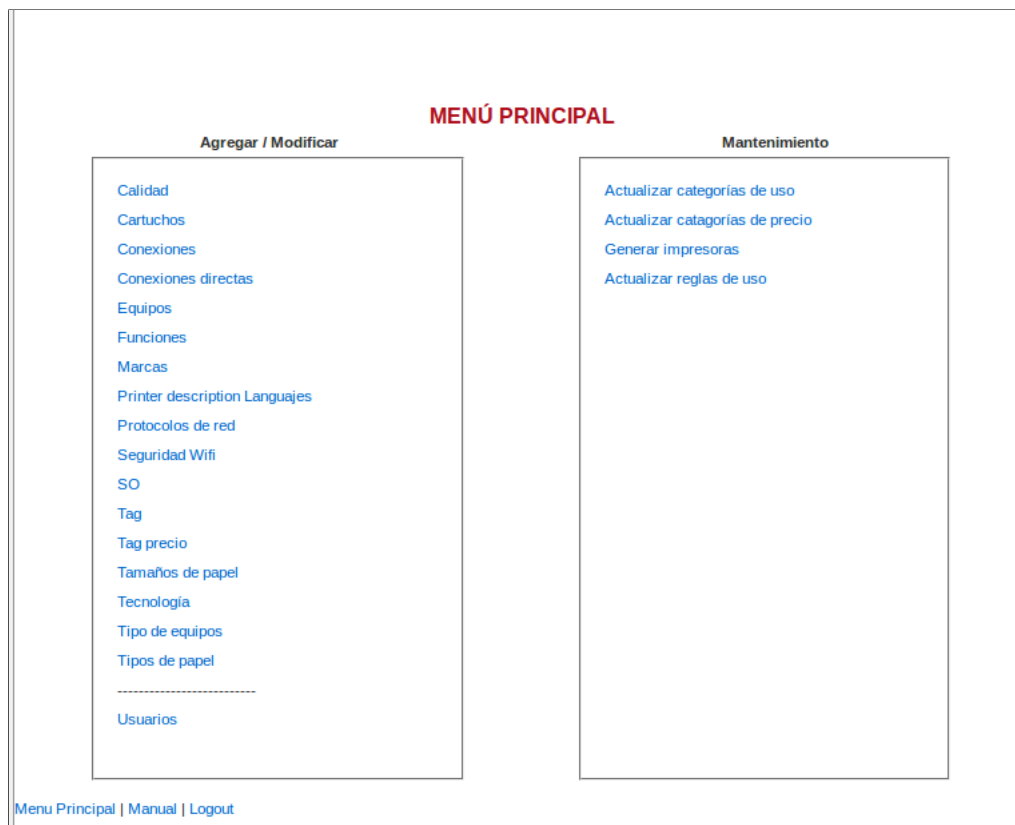 MENÚ PRINCIPAL
Agregar / Modificar
Calidad
Cartuchos
Conexiones
Conexiones directas
Equipos
Funciones
Marcas
Printer description Languajes
Protocolos de red
Seguridad Wifi
SO
Tag
Tag precio
Tamaños de papel
Tecnología
Tipo de equipos
Tipos de papel
--------------------------
Usuarios
Mantenimiento
Actualizar categorías de uso
Actualizar catagorías de precio
Generar impresoras
Actualizar reglas de uso
Menu Principal | Manual | Logout